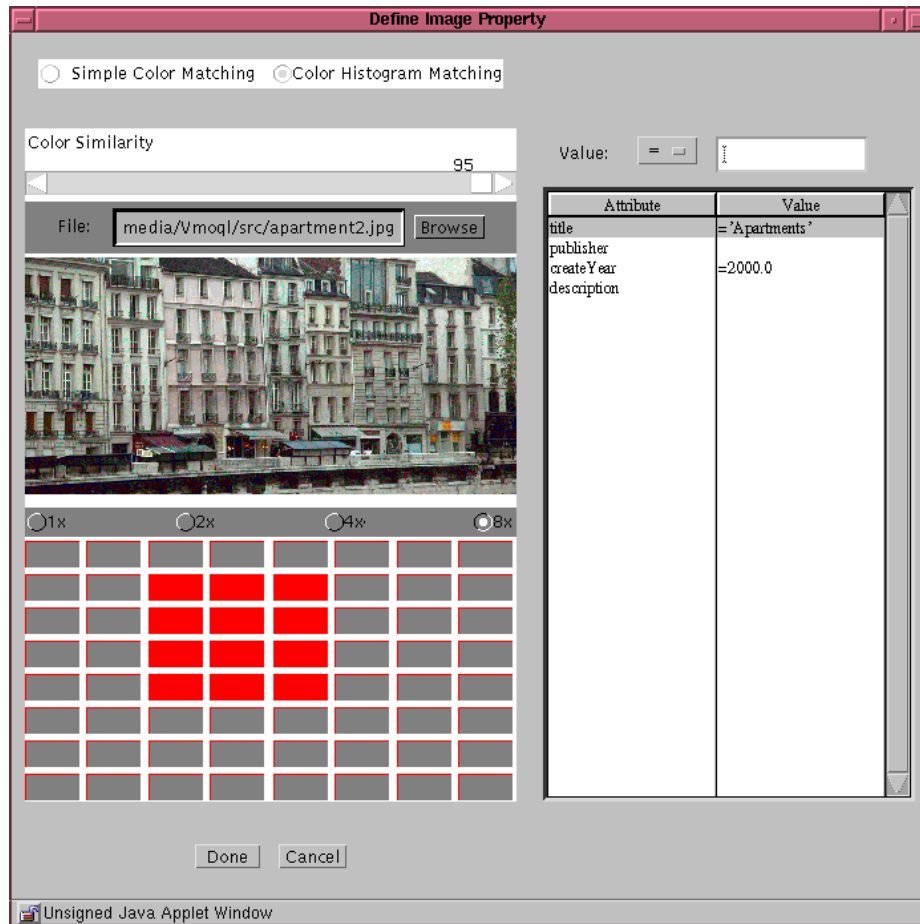 Define Image Property
Simple Color Matching Color Histogram Matching
Color Similarity
95
File: media/Vmoql/src/apartment2.jpg Browse
1x 2x 4x 8x
Value: =
Attribute Value
title ='Apartments'
publisher
createYear =2000.0
description
Done Cancel
Unsigned Java Applet Window